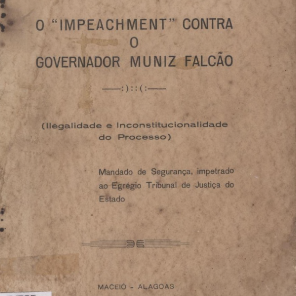 O "IMPEACHMENT" CONTRA
O
GOVERNADOR MUNIZ FALCÃO
——:)::(:——
(Ilegalidade e Inconstitucionalidade
do Processo)
Mandado de Segurança, impetrado
ao Egrégio Tribunal de Justiça do
Estado
MACEIO - ALAGOAS